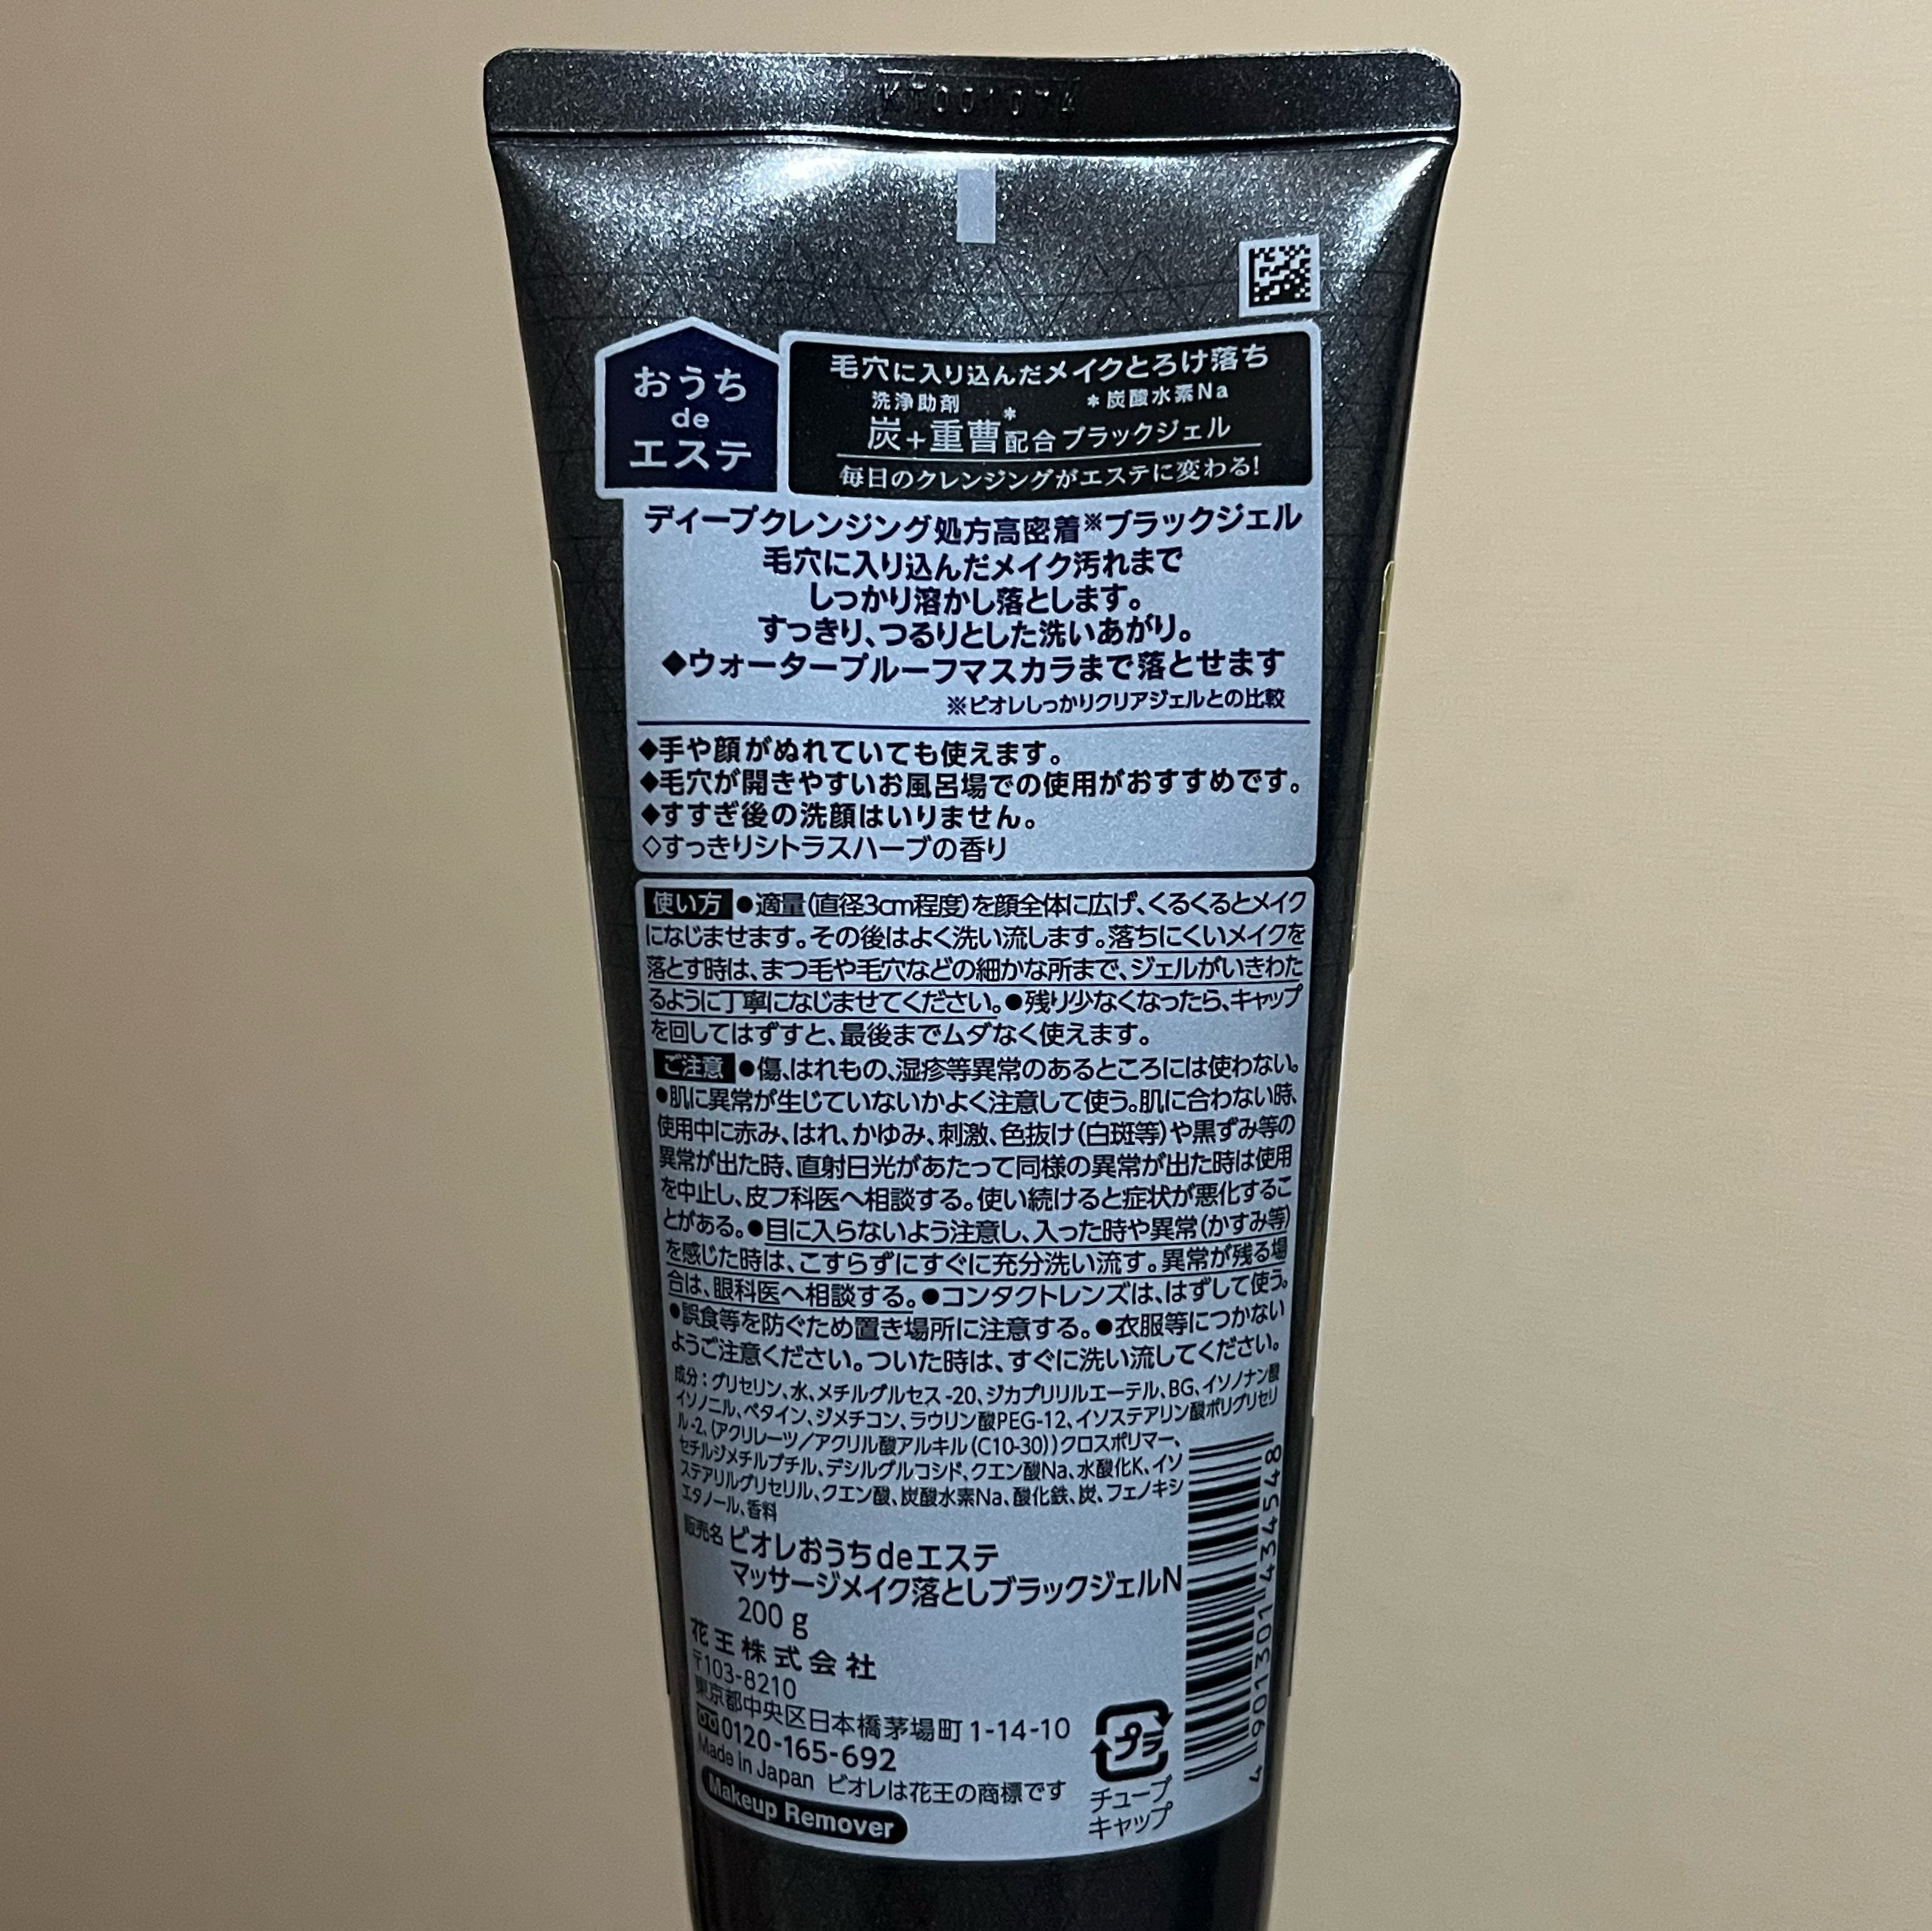 おうち
de
エステ
毛穴に入り込んだメイクとろけ落ち
洗浄助剤 *炭酸水素Na
炭+重曹*配合ブラックジェル
毎日のクレンジングがエステに変わる!
ディープクレンジング処方高密着※ブラックジェル
毛穴に入り込んだメイク汚れまで
しっかり溶かし落とします。
すっきり、つるりとした洗いあがり。
◆ウォータープルーフマスカラまで落とせます
※ビオレしっかりクリアジェルとの比較
◆手や顔がぬれていても使えます。
◆毛穴が開きやすいお風呂場での使用がおすすめです。
◆すすぎ後の洗顔はいりません。
◇すっきりシトラスハーブの香り
使い方 ●適量(直径3cm程度)を顔全体に広げ、くるくるとメイク
になじませます。その後はよく洗い流します。落ちにくいメイクを
落とす時は、まつ毛や毛穴などの細かな所まで、ジェルがいきわた
るように丁寧になじませてください。●残り少なくなったら、キャップ
を回してはずすと、最後までムダなく使えます。
ご注意 ●傷、はれもの、湿疹等異常のあるところには使わない。
●肌に異常が生じていないかよく注意して使う。肌に合わない時、
使用中に赤み、はれ、かゆみ、刺激、色抜け(白斑等)や黒ずみ等の
異常が出た時、直射日光があたって同様の異常が出た時は使用
を中止し、皮フ科医へ相談する。使い続けると症状が悪化するこ
とがある。●目に入らないよう注意し、入った時や異常(かすみ等)
を感じた時は、こすらずにすぐに充分洗い流す。異常が残る場
合は、眼科医へ相談する。●コンタクトレンズは、はずして使う。
●誤食等を防ぐため置き場所に注意する。●衣服等につかない
ようご注意ください。ついた時は、すぐに洗い流してください。
成分:グリセリン、水、メチルグルセス-20、ジカプリリルエーテル、BG、イソノナン酸
イソノニル、ベタイン、ジメチコン、ラウリン酸PEG-12、イソステアリン酸ポリグリセリ
ル-2、(アクリレーツ/アクリル酸アルキル(C10-30))クロスポリマー、
セチルジメチルブチル、デシルグルコシド、クエン酸Na、水酸化K、イソ
ステアリルグリセリル、クエン酸、炭酸水素Na、酸化鉄、炭、フェノキシ
エタノール、香料
販売名 ビオレおうちdeエステ
マッサージメイク落としブラックジェルN
200g
花王株式会社
〒103-8210
東京都中央区日本橋茅場町1-14-10
0120-165-692
Made in Japan ビオレは花王の商標です
Makeup Remover
プラ
チューブ
キャップ
4 901301 434548